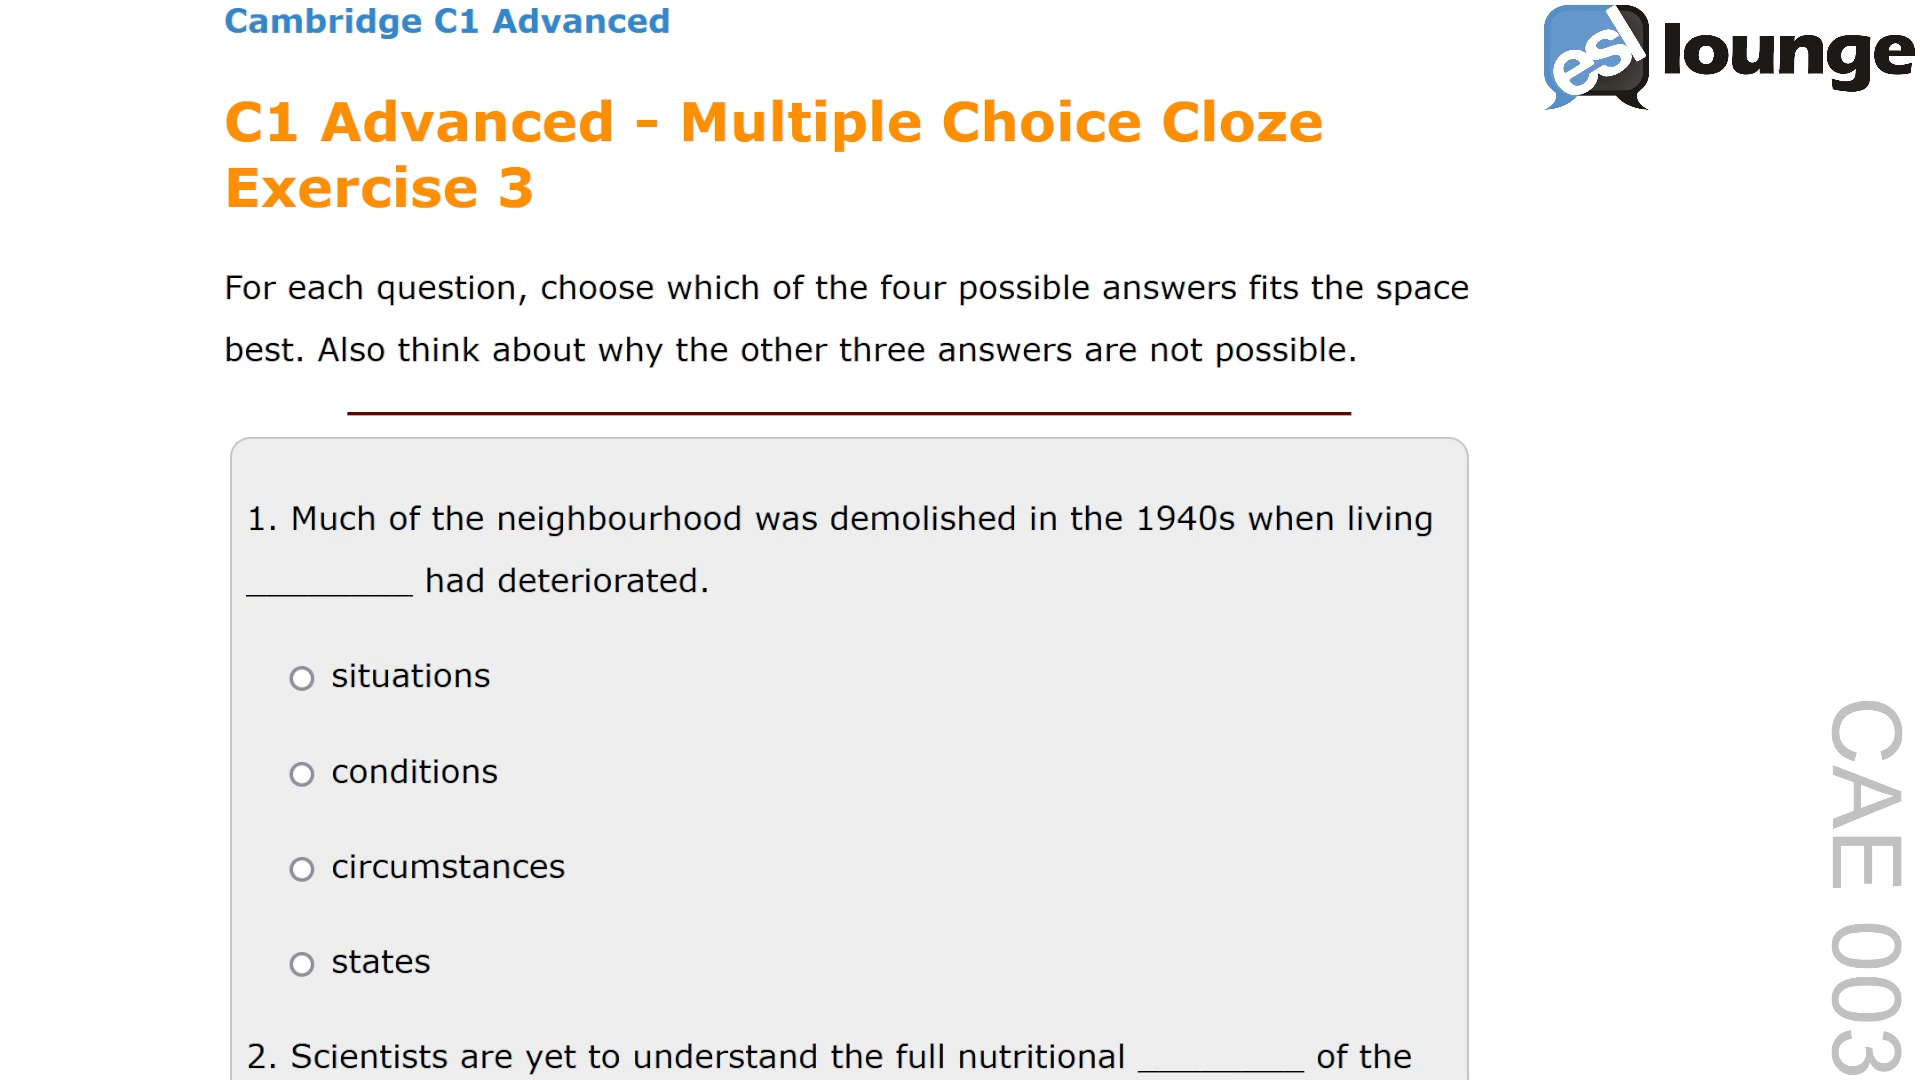 Cambridge C1 Advanced
esl lounge
C1 Advanced - Multiple Choice Cloze
Exercise 3
For each question, choose which of the four possible answers fits the space
best. Also think about why the other three answers are not possible.
1. Much of the neighbourhood was demolished in the 1940s when living
__________ had deteriorated.
situations
conditions
circumstances
states
2. Scientists are yet to understand the full nutritional __________ of the
CAE 003